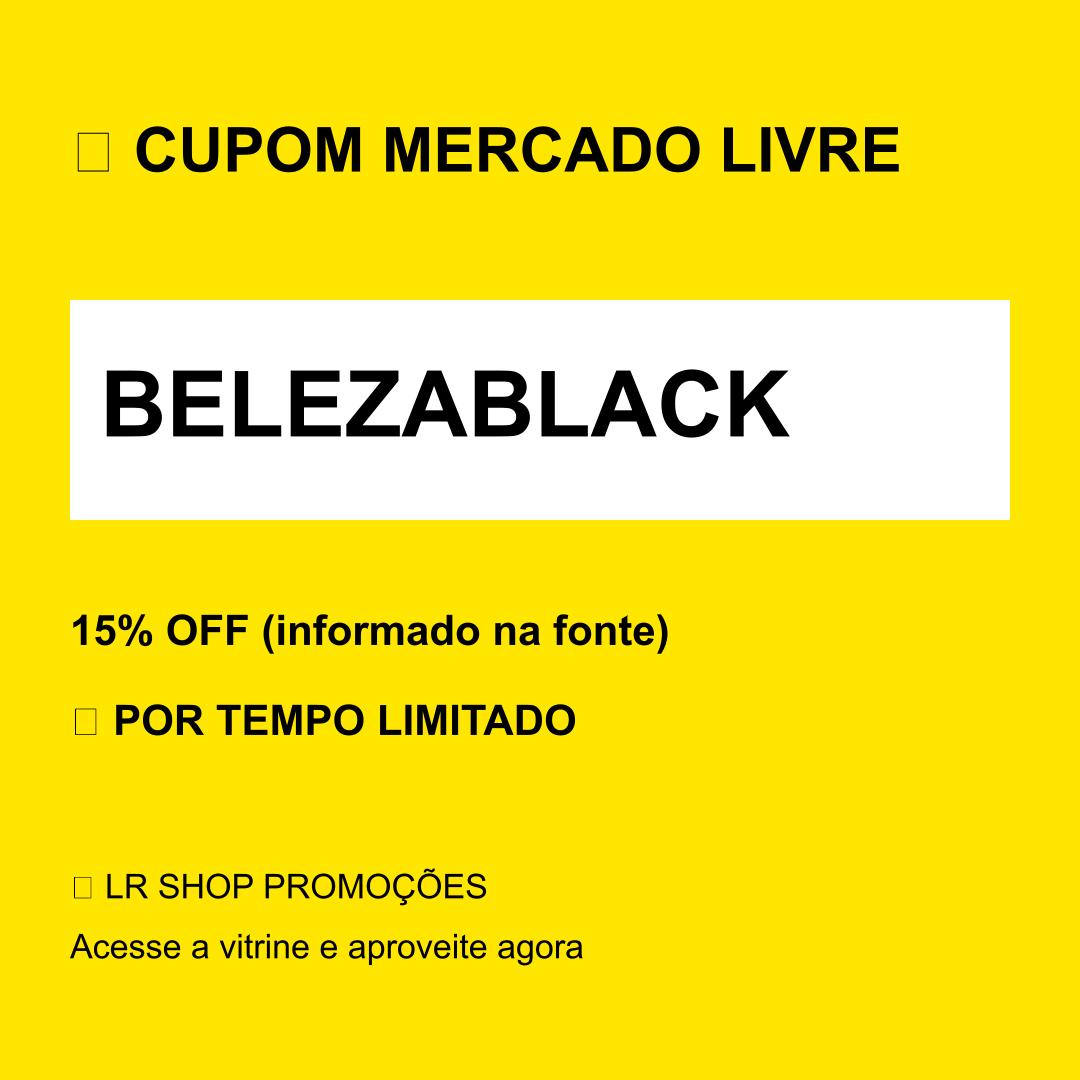 □ CUPOM MERCADO LIVRE
BELEZABLACK
15% OFF (informado na fonte)
□ POR TEMPO LIMITADO
□ LR SHOP PROMOÇÕES
Acesse a vitrine e aproveite agora